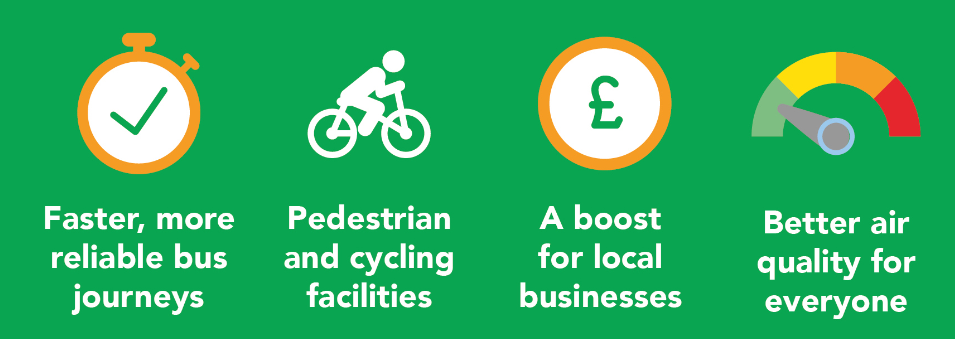 £
Faster, more
reliable bus
journeys
Pedestrian
and cycling
facilities
A boost
for local
businesses
Better air
quality for
everyone